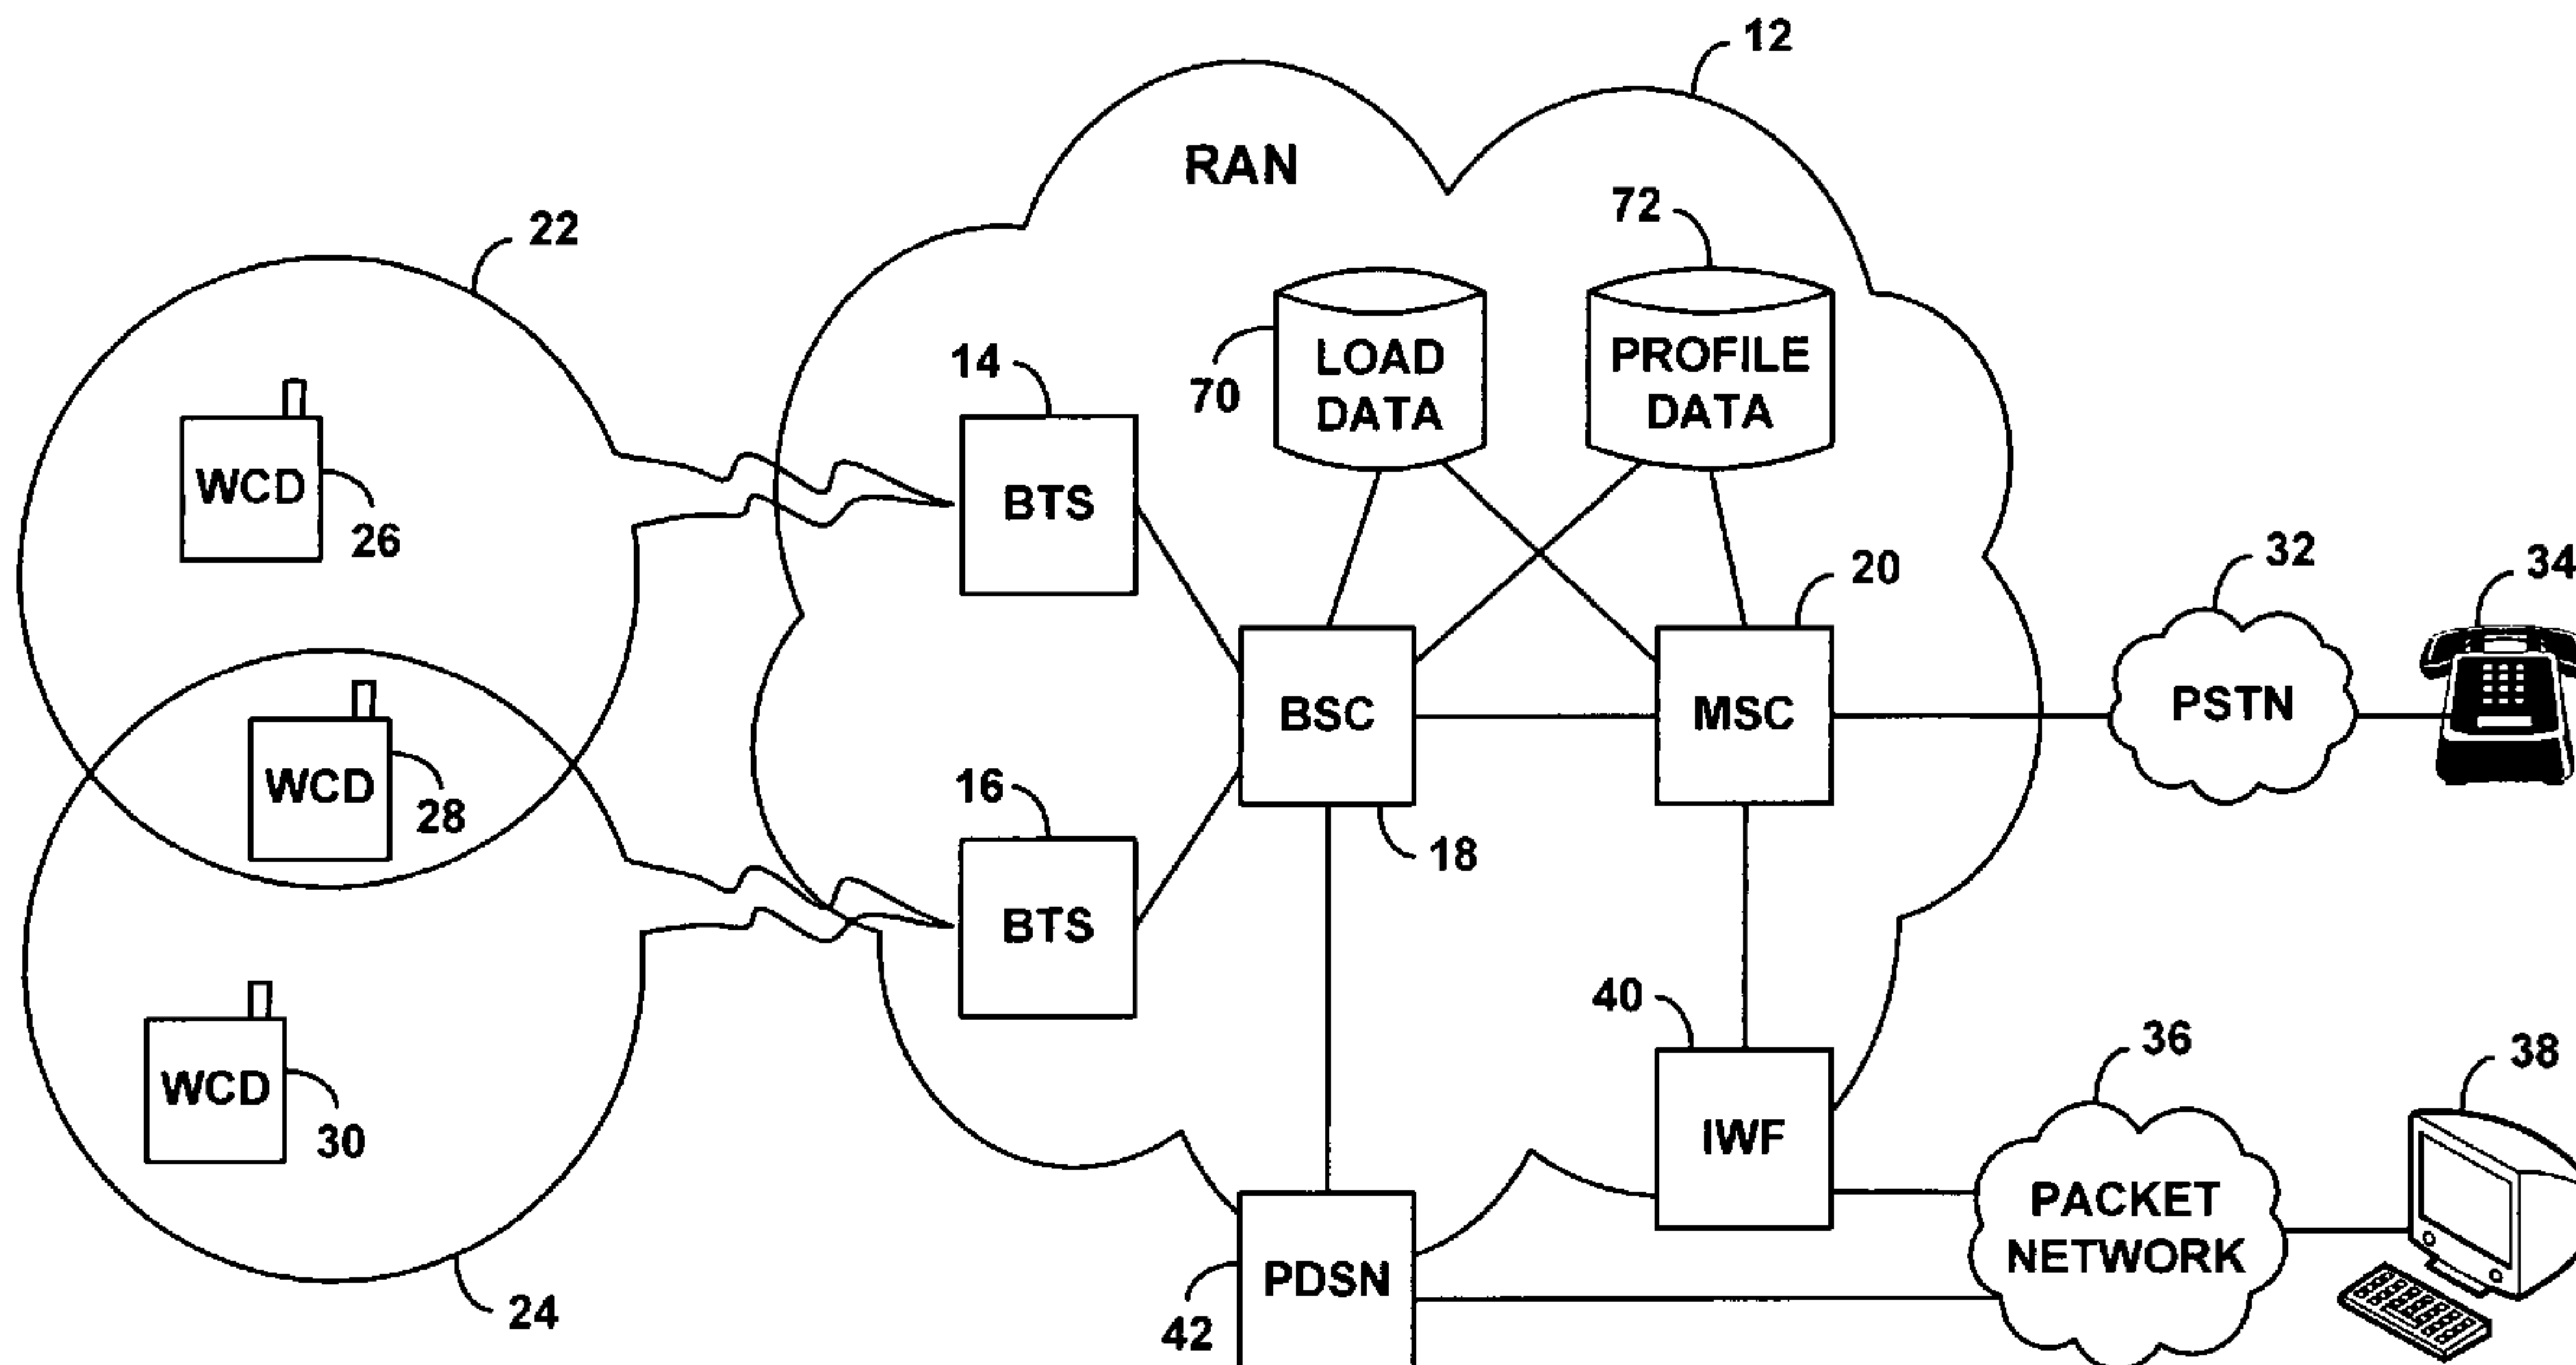 12
RAN
22
72
14
70
LOAD
DATA
PROFILE
DATA
WCD
26
BTS
20
32
34
WCD
28
16
BSC
18
MSC
PSTN
BTS
40
36
38
WCD
30
IWF
PACKET
NETWORK
24
42
PDSN